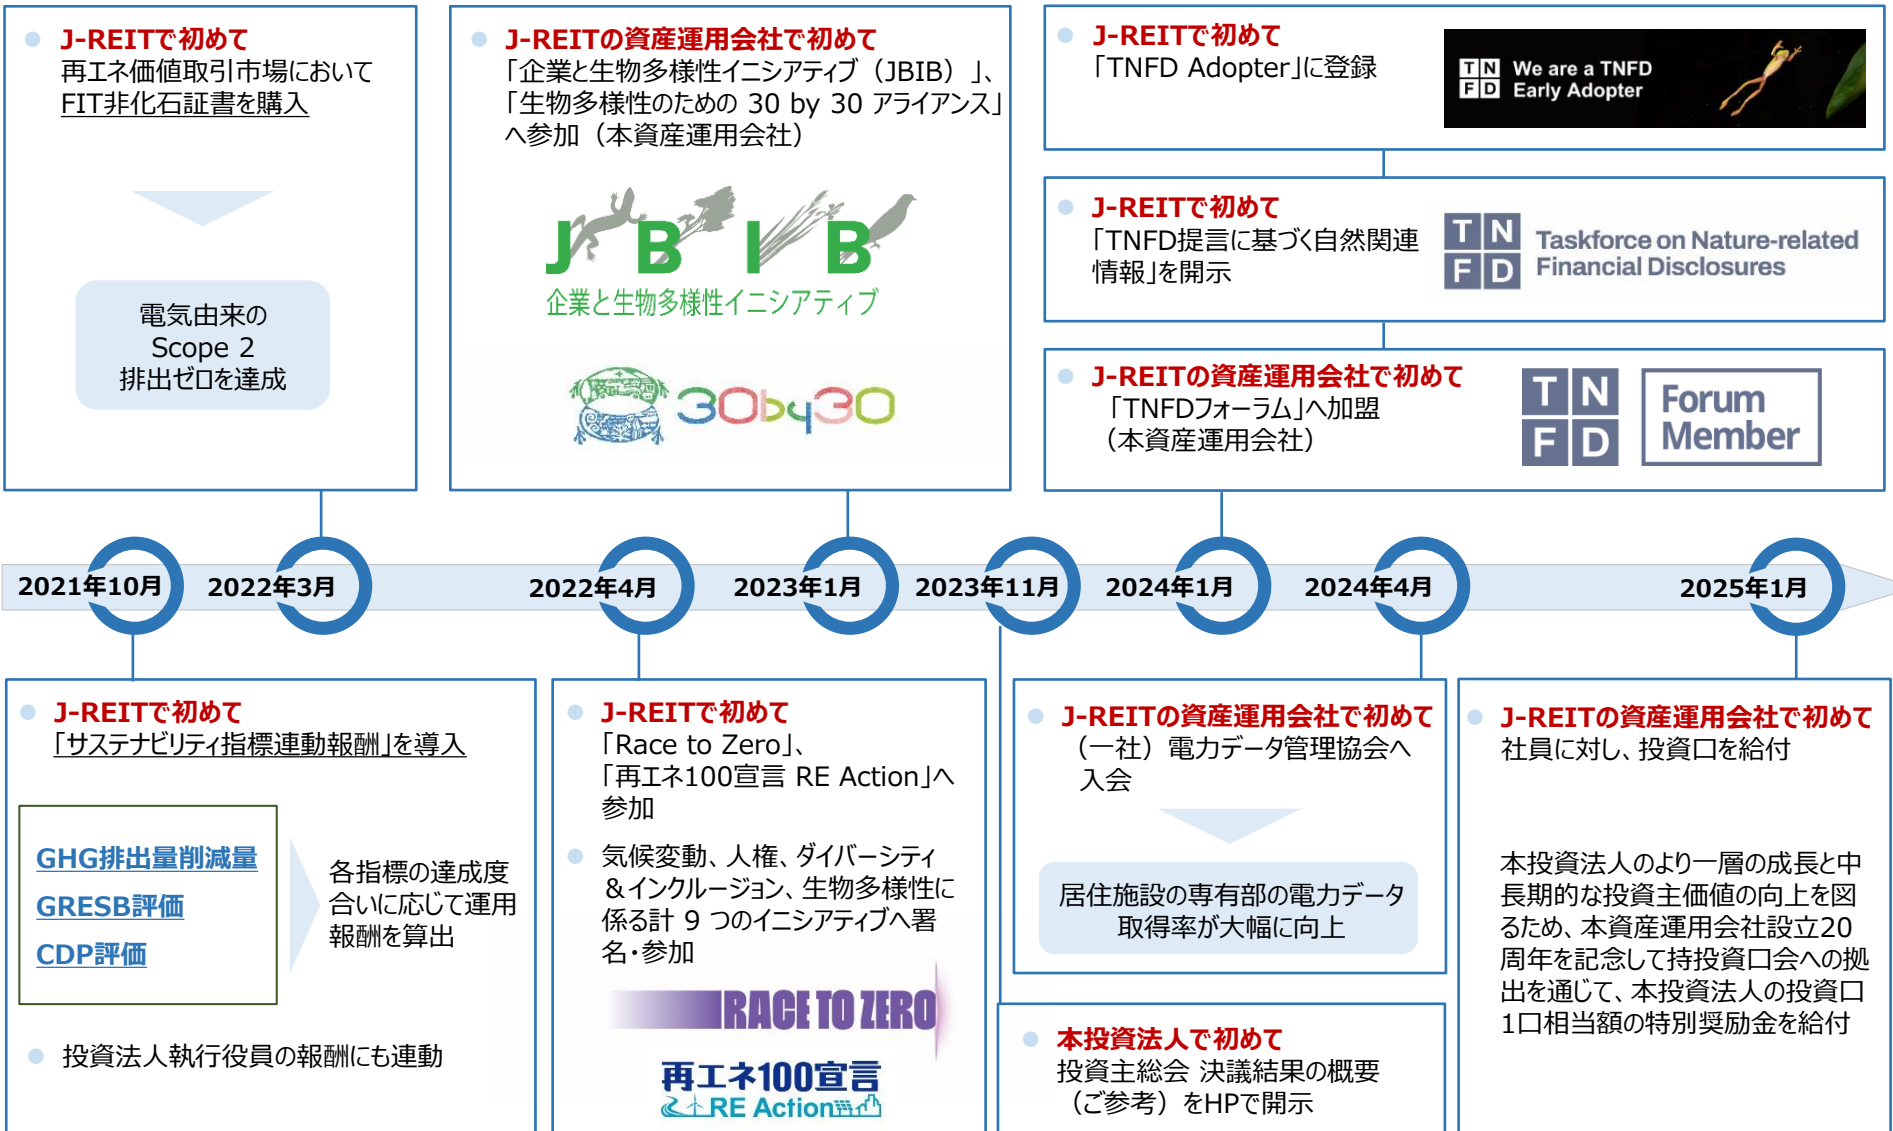 J-REITで初めて
再エネ価値取引市場において
FIT非化石証書を購入
電気由来の
Scope 2
排出ゼロを達成
J-REITの資産運用会社で初めて
「企業と生物多様性イニシアティブ（JBIB）」、
「生物多様性のための 30 by 30 アライアンス」
へ参加（本資産運用会社）
JBIB
企業と生物多様性イニシアティブ
30by30
J-REITで初めて
「TNFD Adopter」に登録
TN We are a TNFD
FD Early Adopter
J-REITで初めて
「TNFD提言に基づく自然関連
情報」を開示
TN Taskforce on Nature-related
FD Financial Disclosures
J-REITの資産運用会社で初めて
「TNFDフォーラム」へ加盟
（本資産運用会社）
TN Forum
FD Member
2021年10月 2022年3月 2022年4月 2023年1月 2023年11月 2024年1月 2024年4月 2025年1月
J-REITで初めて
「サステナビリティ指標連動報酬」を導入
GHG排出量削減量
GRESB評価
CDP評価
各指標の達成度
合いに応じて運用
報酬を算出
投資法人執行役員の報酬にも連動
J-REITで初めて
「Race to Zero」、
「再エネ100宣言 RE Action」へ
参加
気候変動、人権、ダイバーシティ
＆インクルージョン、生物多様性に
係る計 9 つのイニシアティブへ署
名・参加
RACE TO ZERO
再エネ100宣言
RE Action
J-REITの資産運用会社で初めて
（一社）電力データ管理協会へ
入会
居住施設の専有部の電力データ
取得率が大幅に向上
本投資法人で初めて
投資主総会 決議結果の概要
（ご参考）をHPで開示
J-REITの資産運用会社で初めて
社員に対し、投資口を給付
本投資法人のより一層の成長と中
長期的な投資主価値の向上を図
るため、本資産運用会社設立20
周年を記念して持投資口会への拠
出を通じて、本投資法人の投資口
1口相当額の特別奨励金を給付